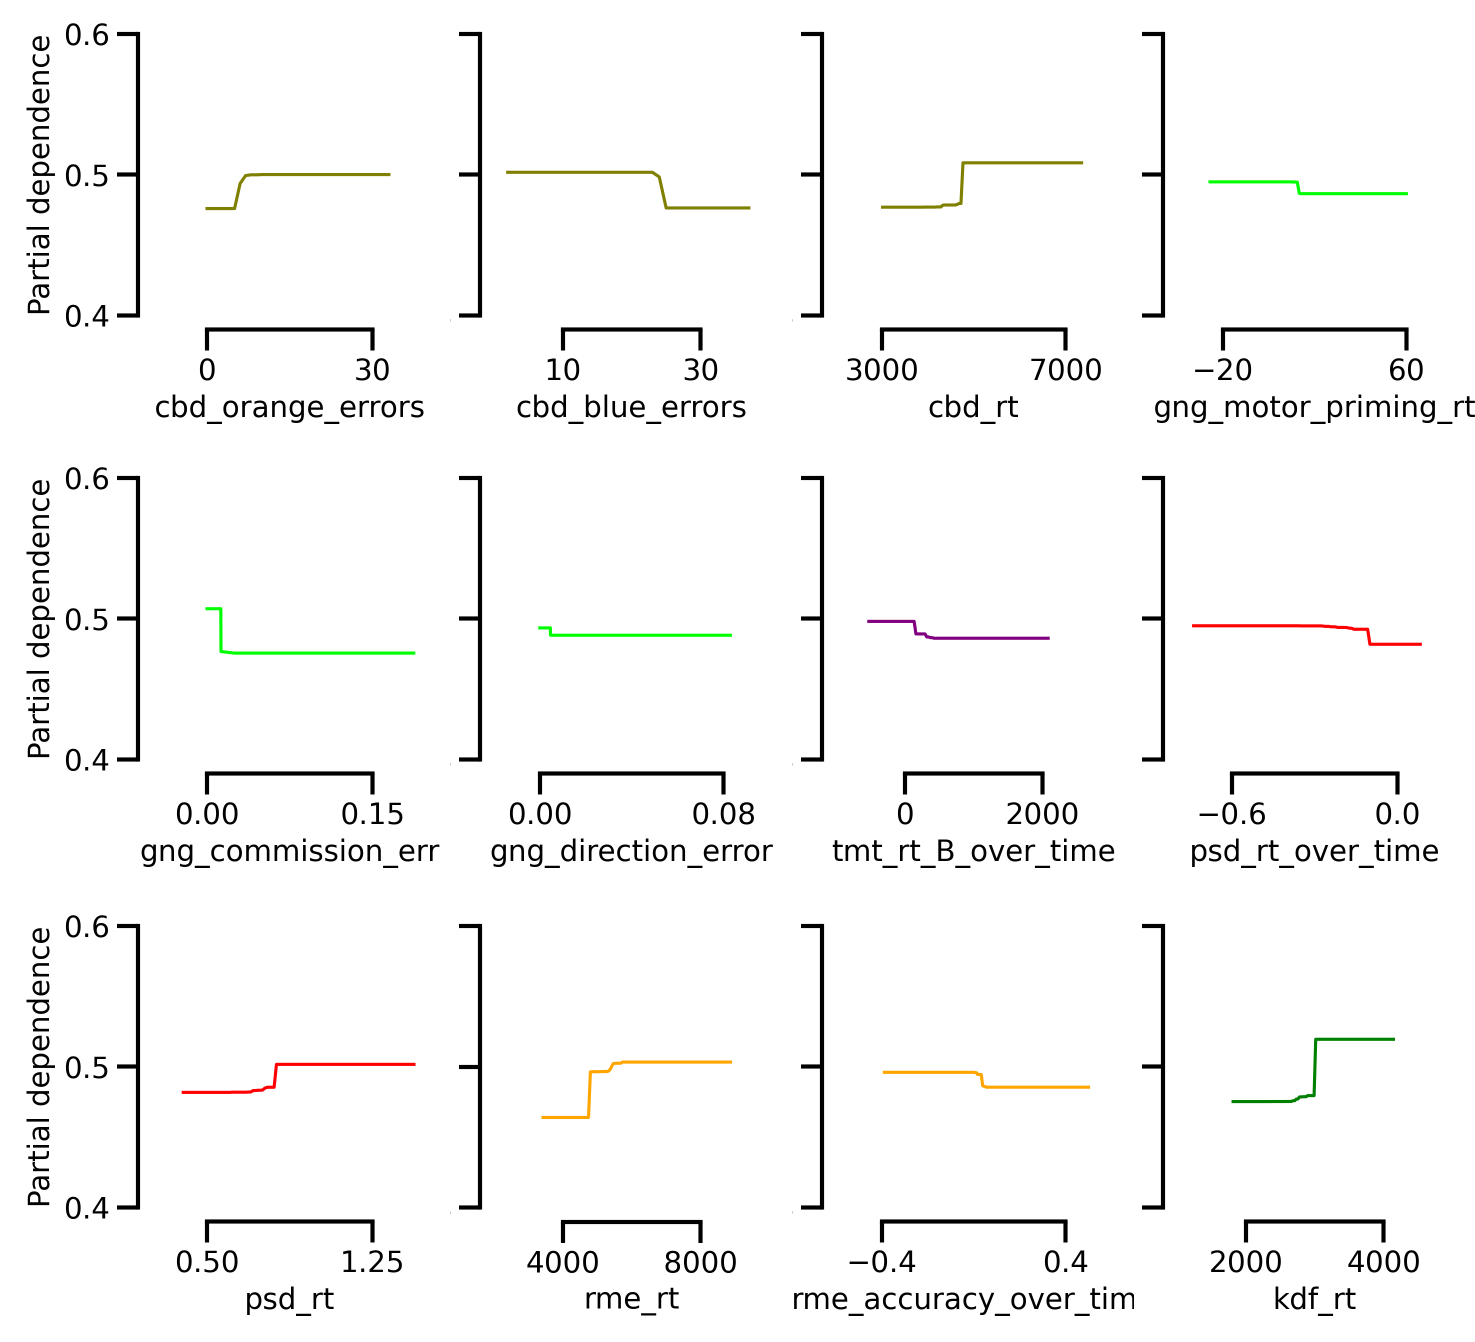 Partial dependence
0.6
0.5
0.4
0 30
10 30
3000 7000
−20 60
cbd_orange_errors
cbd_blue_errors
cbd_rt
gng_motor_priming_rt
Partial dependence
0.6
0.5
0.4
0.00 0.15
0.00 0.08
0 2000
−0.6 0.0
gng_commission_err
gng_direction_error
tmt_rt_B_over_time
psd_rt_over_time
Partial dependence
0.6
0.5
0.4
0.50 1.25
4000 8000
−0.4 0.4
2000 4000
psd_rt
rme_rt
rme_accuracy_over_tim
kdf_rt